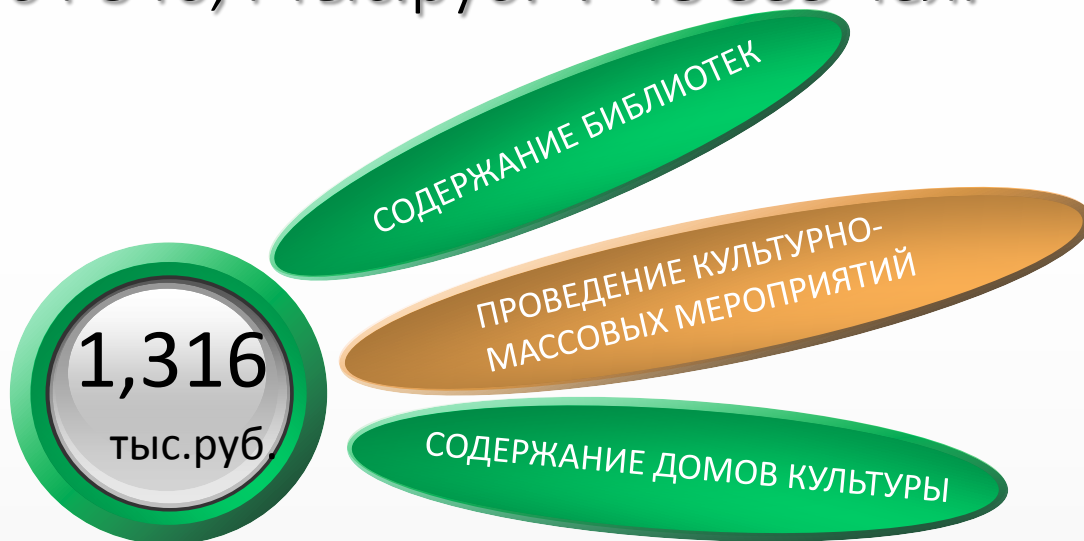 СОДЕРЖАНИЕ БИБЛИОТЕК
ПРОВЕДЕНИЕ КУЛЬТУРНО-
МАССОВЫХ МЕРОПРИЯТИЙ
1,316
тыс.руб.
СОДЕРЖАНИЕ ДОМОВ КУЛЬТУРЫ